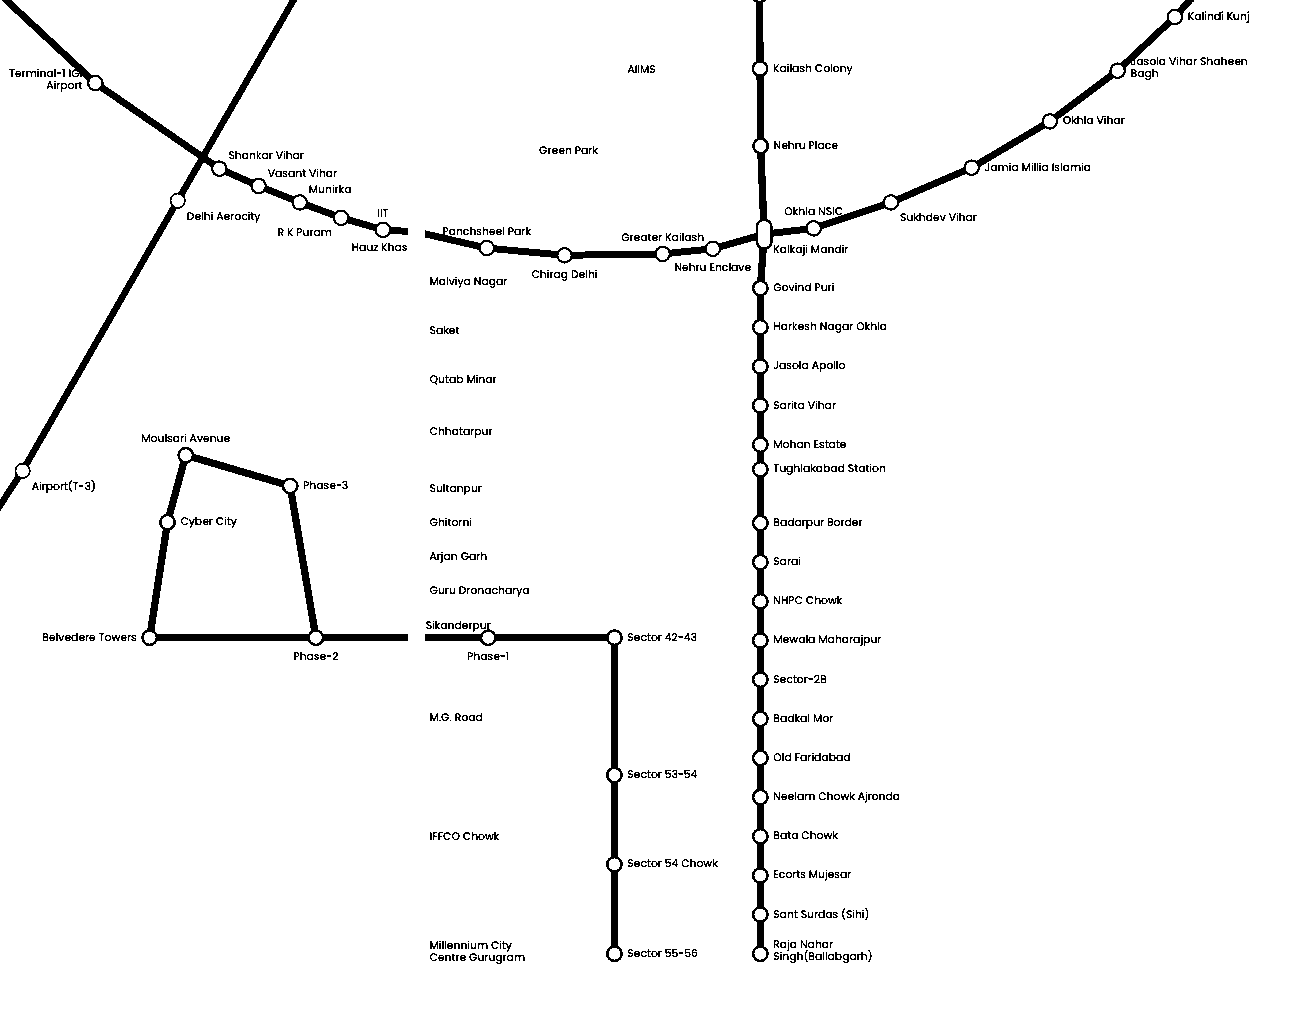 Kalindi Kunj
Terminal-1 IGI
Airport
AIIMS
Kailash Colony
Jasola Vihar Shaheen
Bagh
Okhla Vihar
Nehru Place
Green Park
Shankar Vihar
Vasant Vihar
Munirka
Jamia Millia Islamia
Delhi Aerocity
R K Puram
IIT
Hauz Khas
Panchsheel Park
Greater Kailash
Okhla NSIC
Sukhdev Vihar
Kalkaji Mandir
Chirag Delhi
Nehru Enclave
Malviya Nagar
Govind Puri
Saket
Harkesh Nagar Okhla
Qutab Minar
Jasola Apollo
Sarita Vihar
Chhatarpur
Moulsari Avenue
Mohan Estate
Tughlakabad Station
Airport(T-3)
Phase-3
Sultanpur
Cyber City
Ghitorni
Badarpur Border
Arjan Garh
Sarai
Guru Dronacharya
NHPC Chowk
Sikanderpur
Belvedere Towers
Sector 42-43
Mewala Maharajpur
Phase-2
Phase-1
Sector-28
M.G. Road
Badkal Mor
Old Faridabad
Sector 53-54
Neelam Chowk Ajronda
IFFCO Chowk
Bata Chowk
Sector 54 Chowk
Ecorts Mujesar
Sant Surdas (Sihi)
Millennium City
Centre Gurugram
Sector 55-56
Raja Nahar
Singh(Ballabgarh)